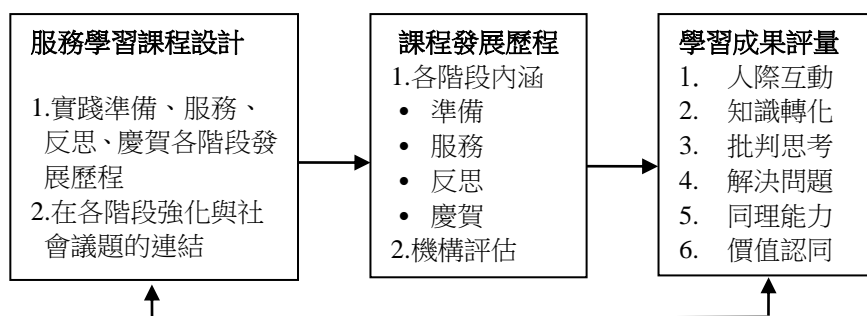 服務學習課程設計
1.實踐準備、服務、
反思、慶賀各階段發
展歷程
2.在各階段強化與社
會議題的連結
課程發展歷程
1.各階段內涵
• 準備
• 服務
• 反思
• 慶賀
2.機構評估
學習成果評量
1. 人際互動
2. 知識轉化
3. 批判思考
4. 解決問題
5. 同理能力
6. 價值認同